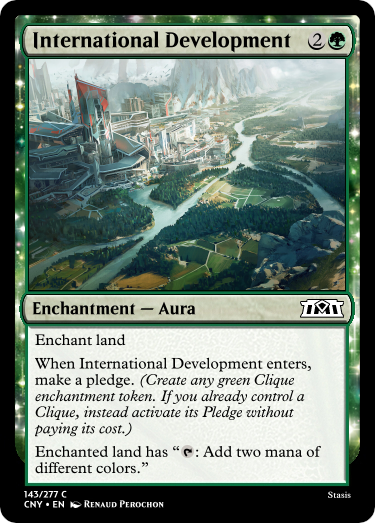 International Development 2
Enchantment — Aura
Enchant land
When International Development enters,
make a pledge. (Create any green Clique
enchantment token. If you already control a
Clique, instead activate its Pledge without
paying its cost.)
Enchanted land has “: Add two mana of
different colors.”
143/277 C
CNY • EN Renaud Perochon
Stasis